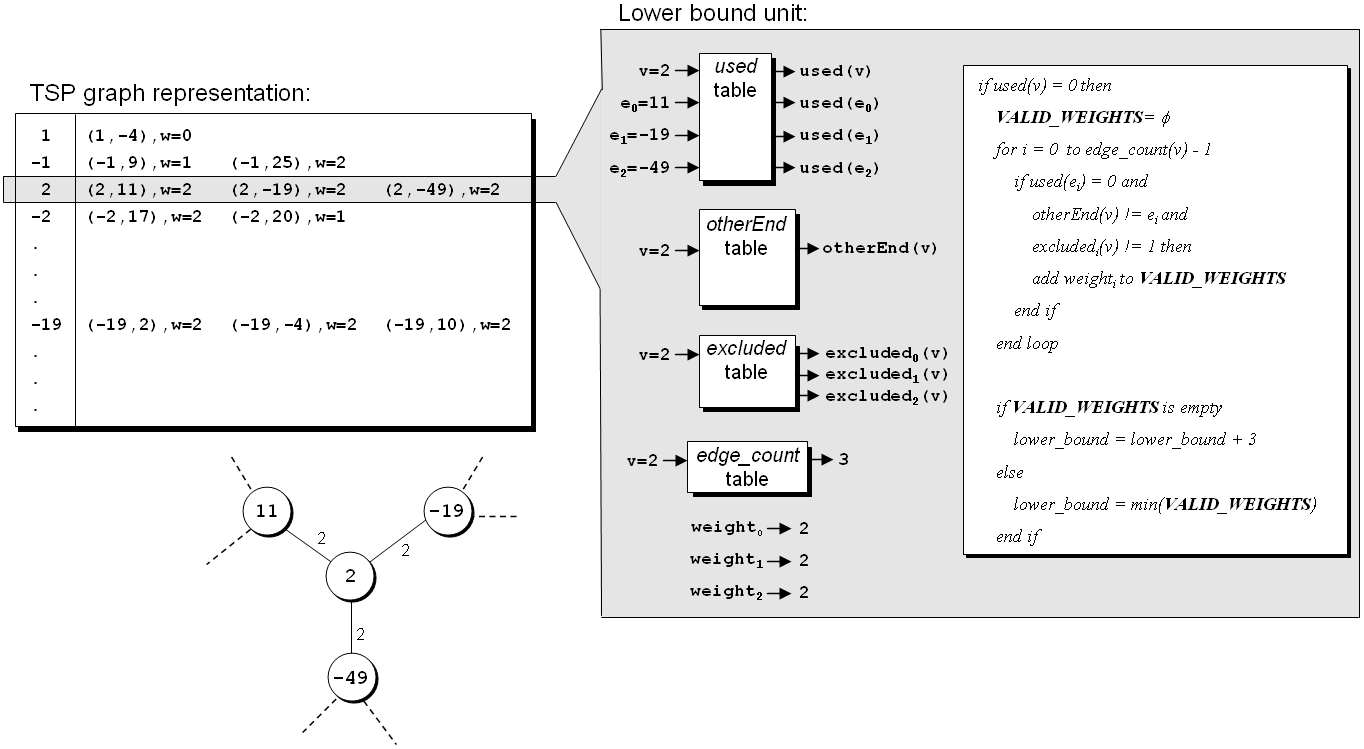 Lower bound unit:
TSP graph representation:
1 (1,-4),w=0
-1 (-1,9),w=1 (-1,25),w=2
2 (2,11),w=2 (2,-19),w=2 (2,-49),w=2
-2 (-2,17),w=2 (-2,20),w=1
.
.
.
-19 (-19,2),w=2 (-19,-4),w=2 (-19,10),w=2
.
.
.
11
-19
2
2
2
2
-49
used
table
v=2
used(v)
e₀=11
used(e₀)
e₁=-19
used(e₁)
e₂=-49
used(e₂)
otherEnd
table
v=2
otherEnd(v)
excluded
table
v=2
excluded₀(v)
excluded₁(v)
excluded₂(v)
edge_count
table
v=2
3
weight₀ 2
weight₁ 2
weight₂ 2
if used(v) = 0 then
VALID_WEIGHTS= ϕ
for i = 0 to edge_count(v) - 1
if used(eᵢ) = 0 and
otherEnd(v) != eᵢ and
excludedᵢ(v) != 1 then
add weightᵢ to VALID_WEIGHTS
end if
end loop
if VALID_WEIGHTS is empty
lower_bound = lower_bound + 3
else
lower_bound = min(VALID_WEIGHTS)
end if